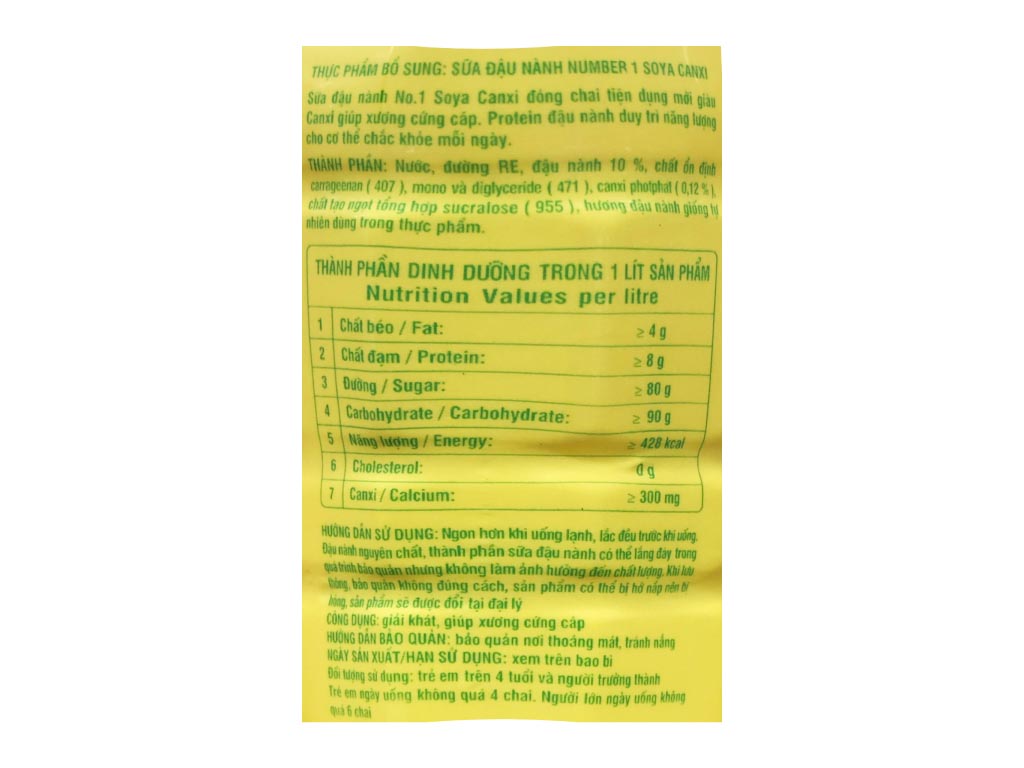 THỰC PHẨM BỔ SUNG: SỮA ĐẬU NÀNH NUMBER 1 SOYA CANXI
Sữa đậu nành No.1 Soya Canxi đóng chai tiện dụng mới giàu
Canxi giúp xương cứng cáp. Protein đậu nành duy trì năng lượng
cho cơ thể chắc khỏe mỗi ngày.
THÀNH PHẦN: Nước, đường RE, đậu nành 10 %, chất ổn định
carrageenan ( 407 ), mono và diglyceride ( 471 ), canxi photphat ( 0,12 % ),
chất tạo ngọt tổng hợp sucralose ( 955 ), hương đậu nành giống tự
nhiên dùng trong thực phẩm.
THÀNH PHẦN DINH DƯỠNG TRONG 1 LÍT SẢN PHẨM
Nutrition Values per litre
1 Chất béo / Fat: ≥ 4 g
2 Chất đạm / Protein: ≥ 8 g
3 Đường / Sugar: ≥ 80 g
4 Carbohydrate / Carbohydrate: ≥ 90 g
5 Năng lượng / Energy: ≥ 428 kcal
6 Cholesterol: 0 g
7 Canxi / Calcium: ≥ 300 mg
HƯỚNG DẪN SỬ DỤNG: Ngon hơn khi uống lạnh, lắc đều trước khi uống.
Đậu nành nguyên chất, thành phần sữa đậu nành có thể lắng đáy trong
quá trình bảo quản nhưng không làm ảnh hưởng đến chất lượng. Khi lưu
thông, bảo quản không đúng cách, sản phẩm có thể bị hở nắp nên bị
hỏng, sản phẩm sẽ được đổi tại đại lý
CÔNG DỤNG: giải khát, giúp xương cứng cáp
HƯỚNG DẪN BẢO QUẢN: bảo quản nơi thoáng mát, tránh nắng
NGÀY SẢN XUẤT/HẠN SỬ DỤNG: xem trên bao bì
Đối tượng sử dụng: trẻ em trên 4 tuổi và người trưởng thành
Trẻ em ngày uống không quá 4 chai. Người lớn ngày uống không
quá 6 chai